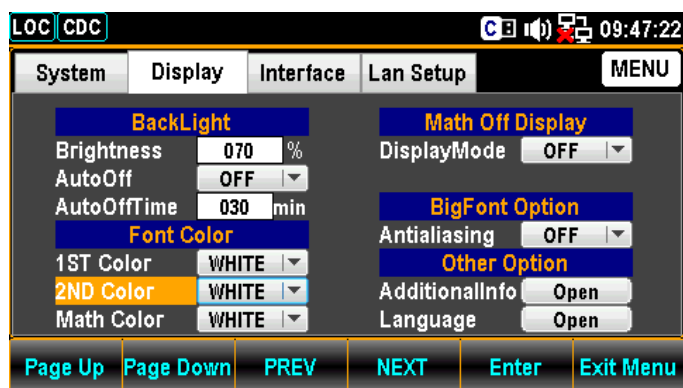 LOC CDC C 09:47:22
System Display Interface Lan Setup MENU
BackLight
Brightness 070 %
AutoOff OFF
AutoOffTime 030 min
Font Color
1ST Color WHITE
2ND Color WHITE
Math Color WHITE
Math Off Display
DisplayMode OFF
BigFont Option
Antialiasing OFF
Other Option
AdditionalInfo Open
Language Open
Page Up Page Down PREV NEXT Enter Exit Menu